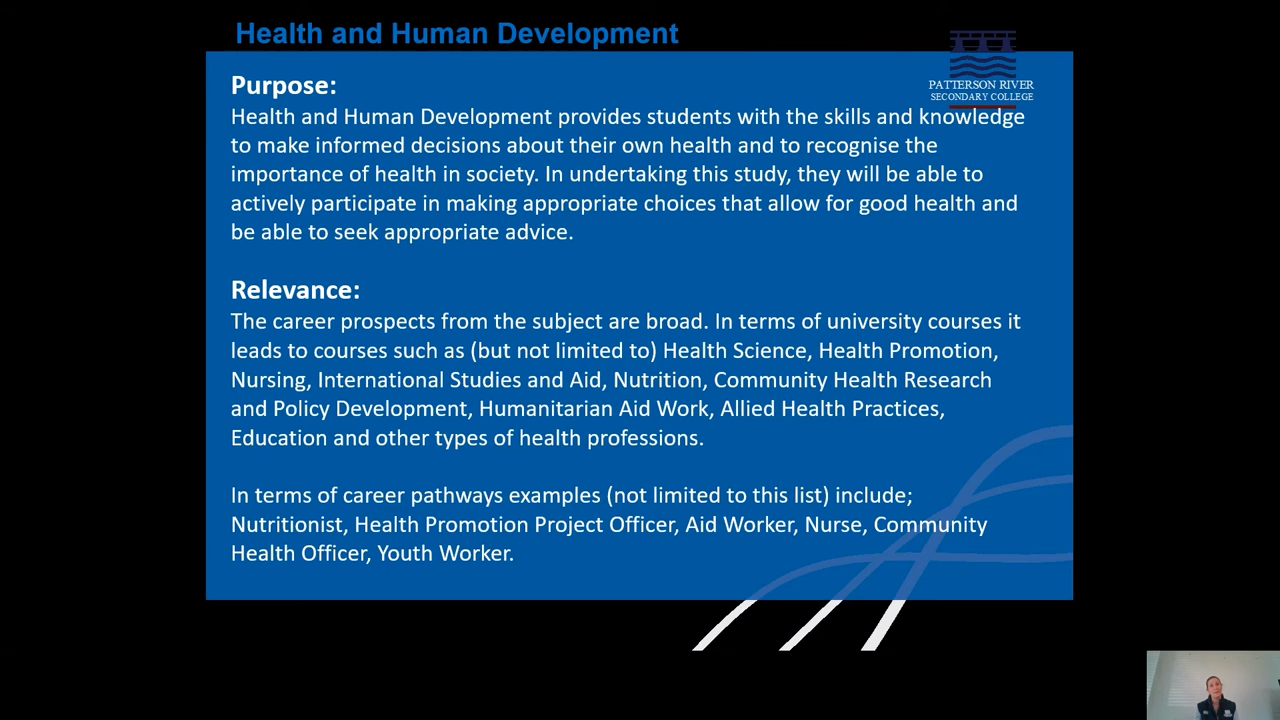 Health and Human Development
PATTERSON RIVER
SECONDARY COLLEGE
Purpose:
Health and Human Development provides students with the skills and knowledge
to make informed decisions about their own health and to recognise the
importance of health in society. In undertaking this study, they will be able to
actively participate in making appropriate choices that allow for good health and
be able to seek appropriate advice.
Relevance:
The career prospects from the subject are broad. In terms of university courses it
leads to courses such as (but not limited to) Health Science, Health Promotion,
Nursing, International Studies and Aid, Nutrition, Community Health Research
and Policy Development, Humanitarian Aid Work, Allied Health Practices,
Education and other types of health professions.
In terms of career pathways examples (not limited to this list) include;
Nutritionist, Health Promotion Project Officer, Aid Worker, Nurse, Community
Health Officer, Youth Worker.